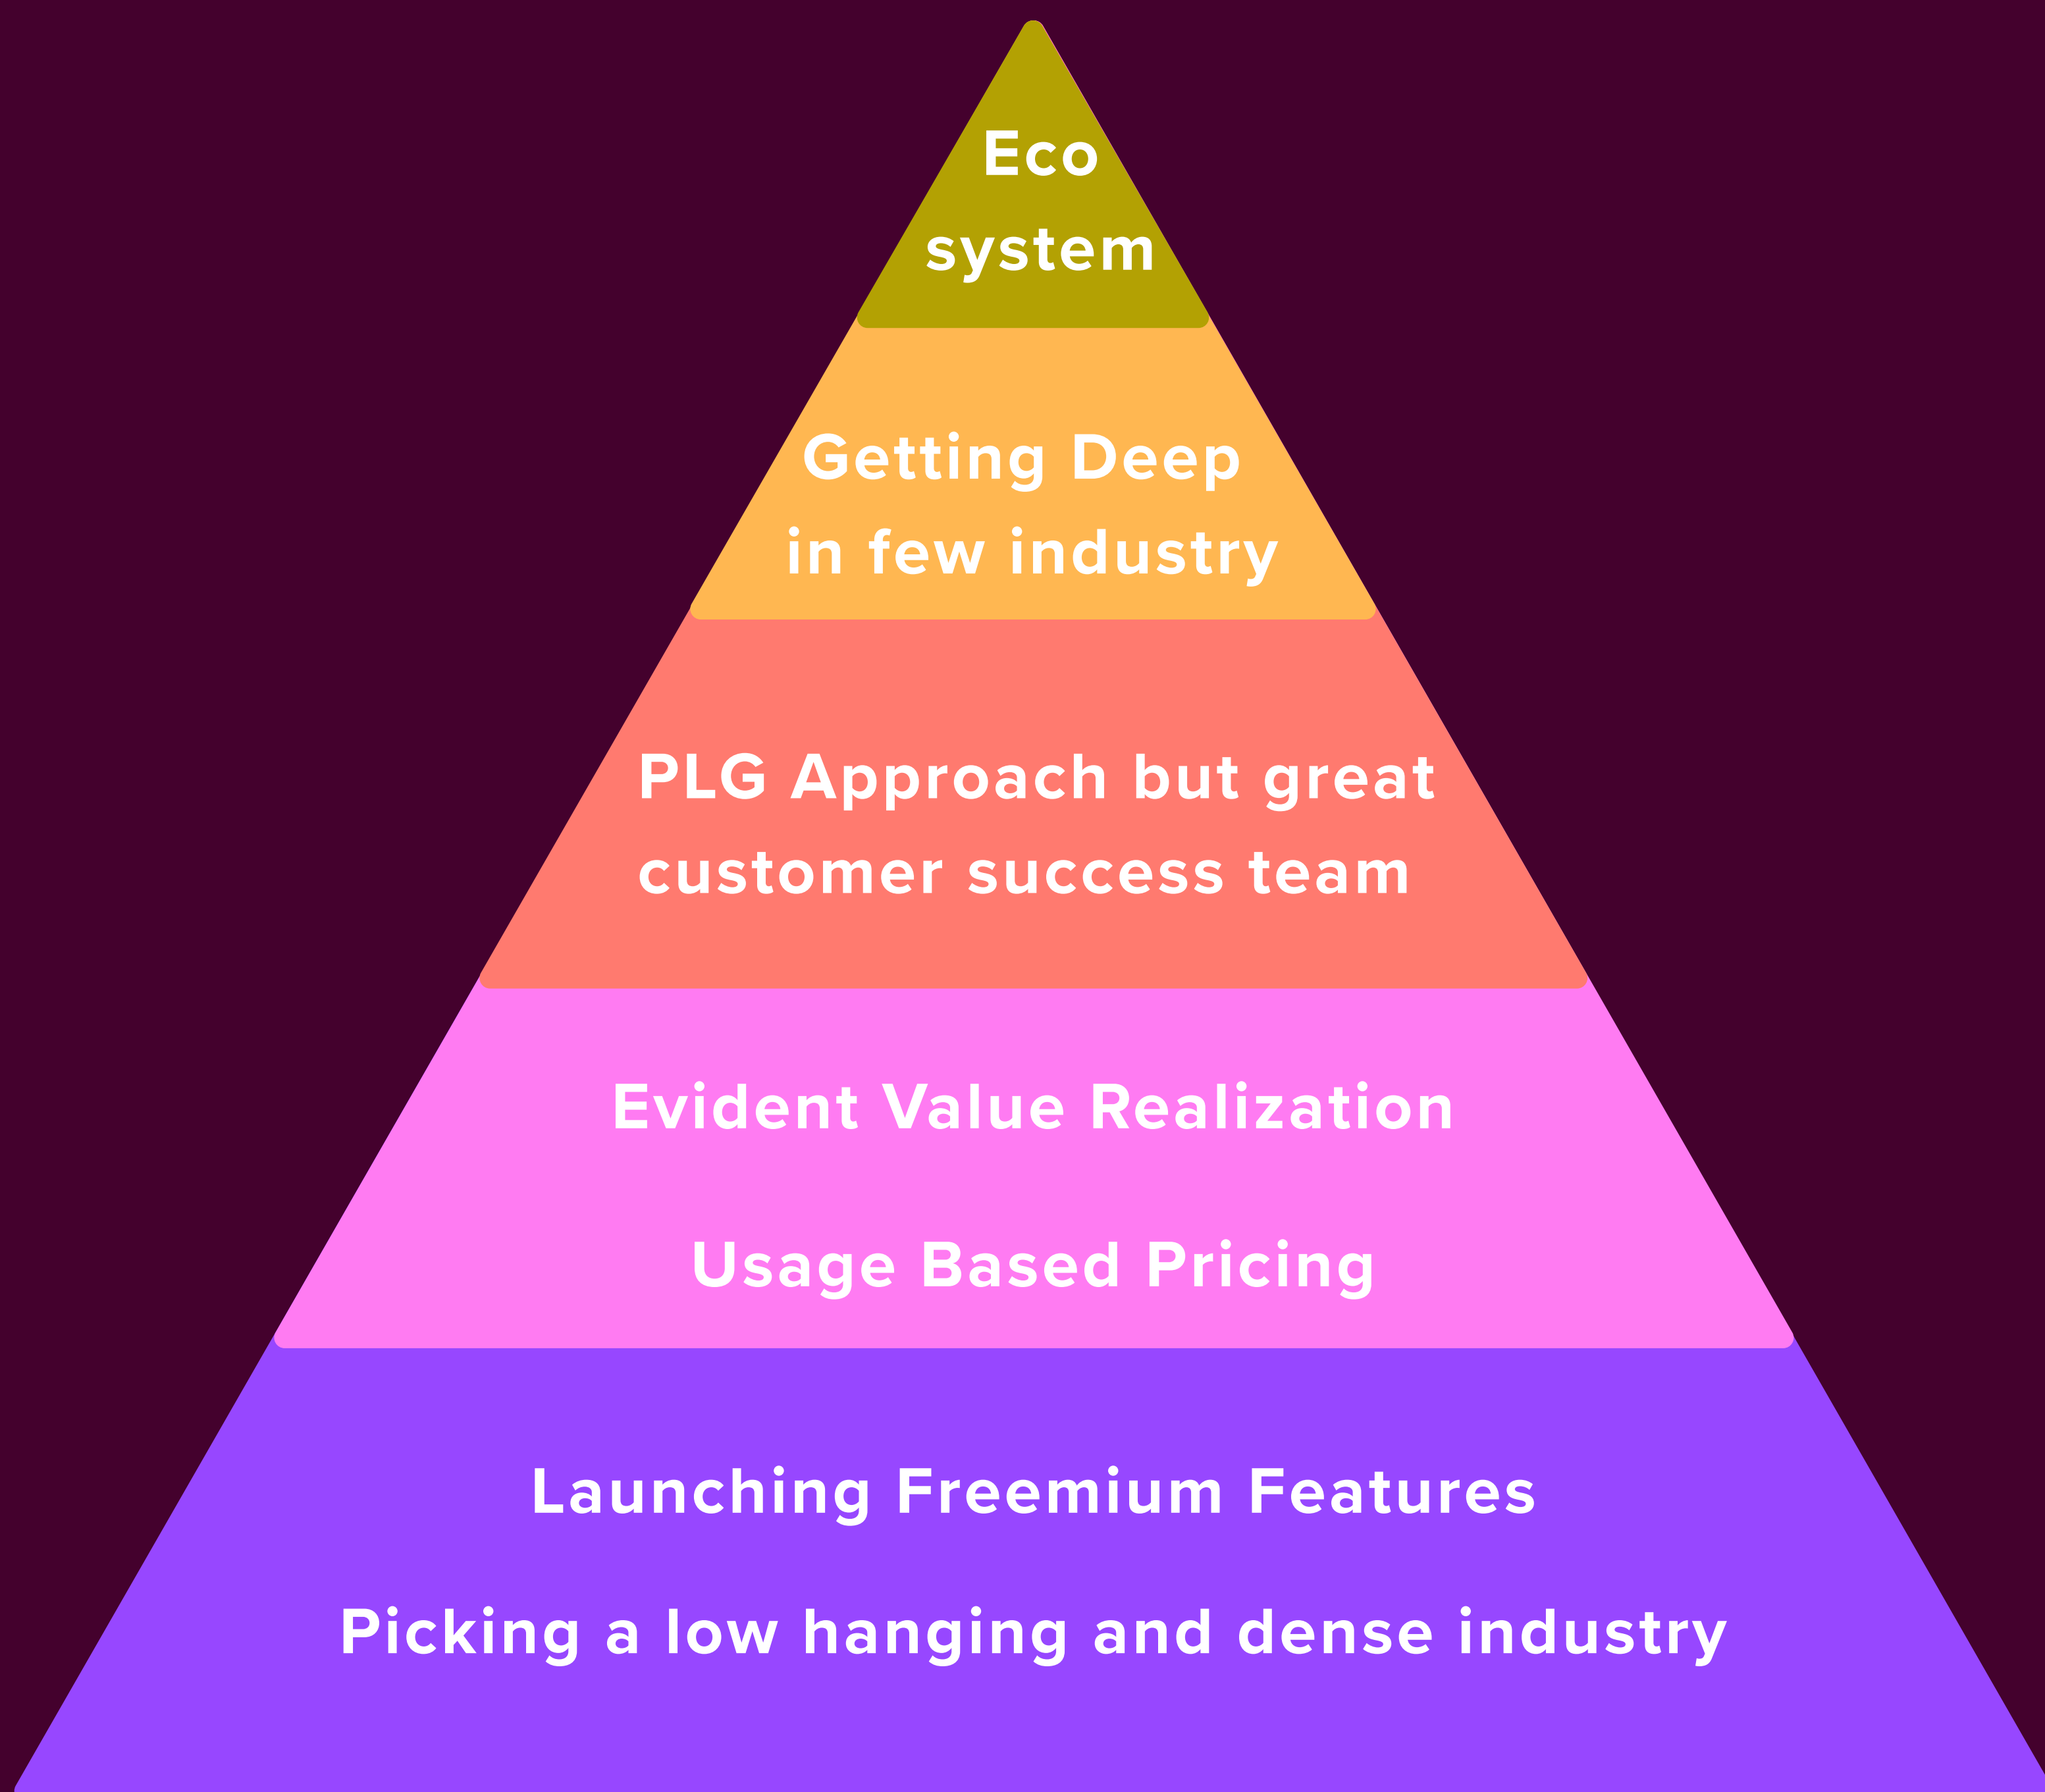 Eco
system
Getting Deep
in few industry
PLG Approach but great
customer success team
Evident Value Realization
Usage Based Pricing
Launching Freemium Features
Picking a low hanging and dense industry